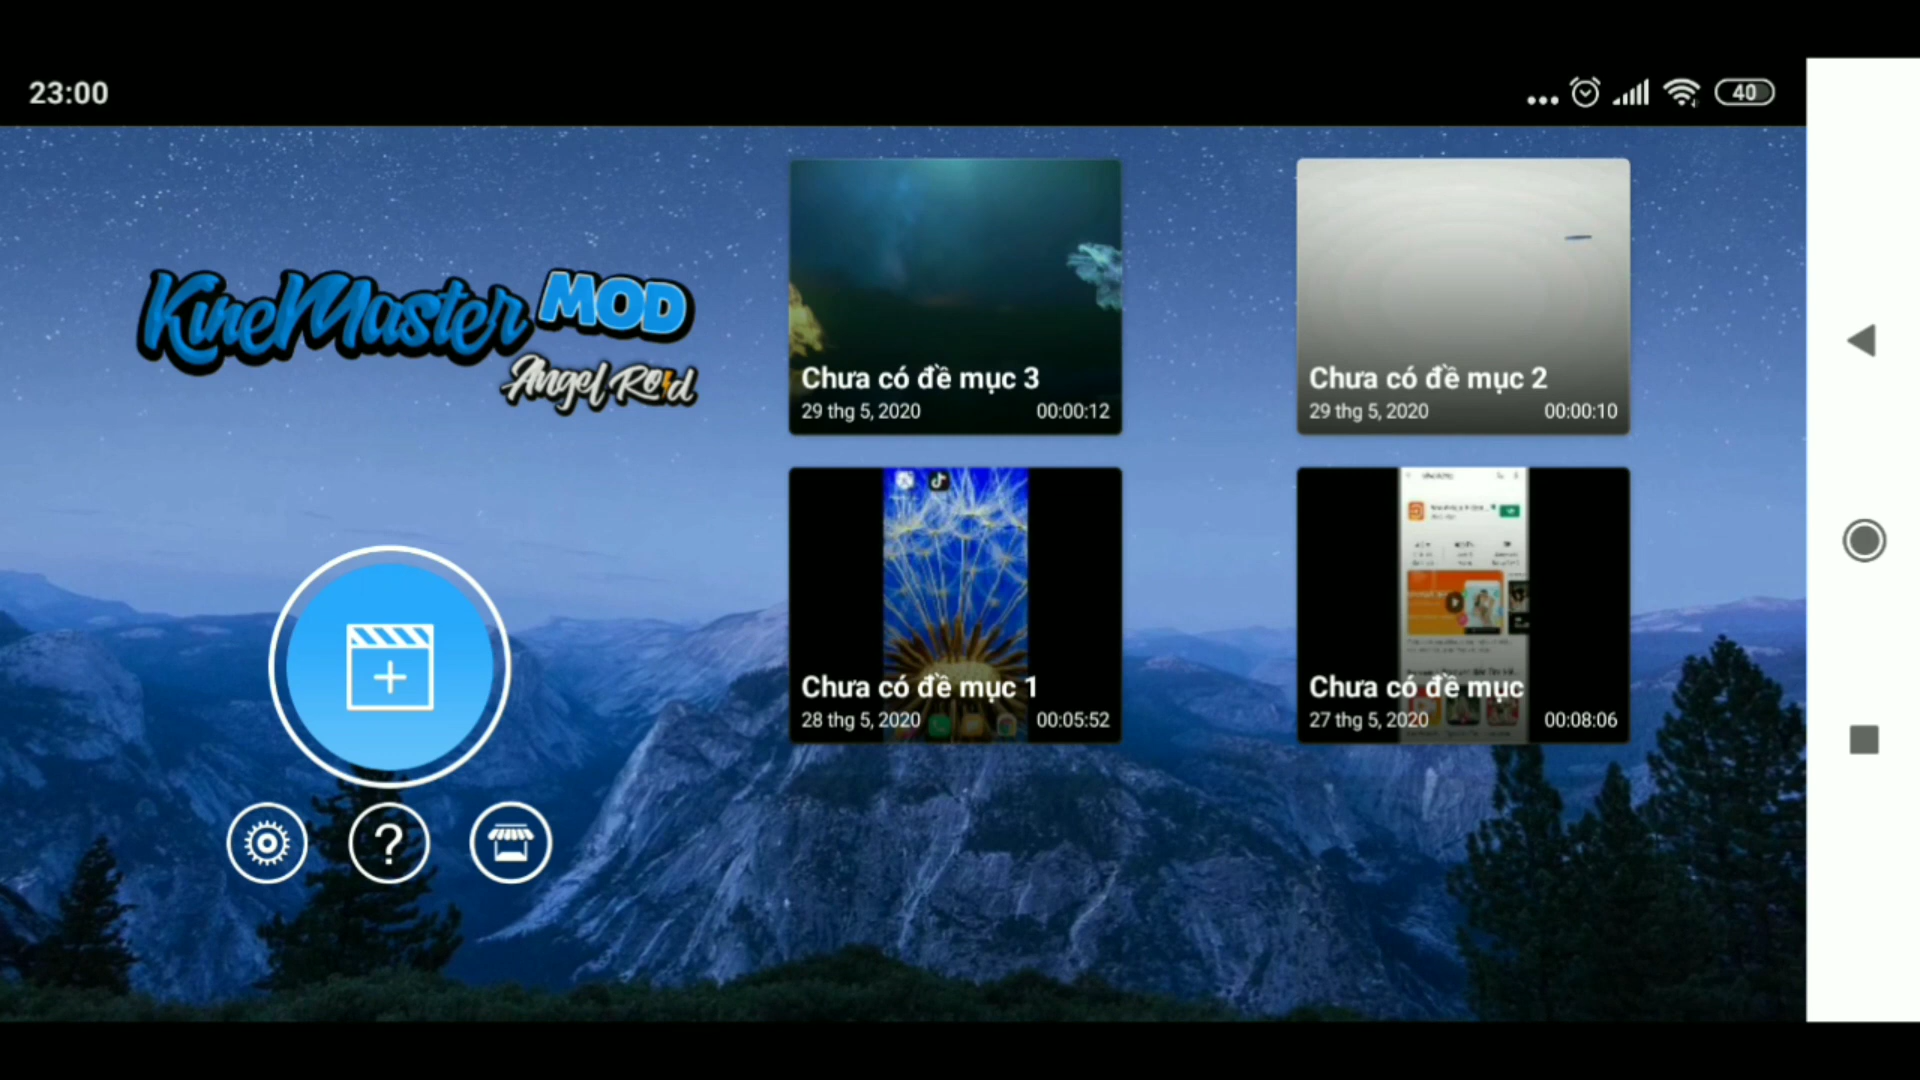 23:00
40
KineMaster MOD
Angel Roid
Chưa có đề mục 3
29 thg 5, 2020 00:00:12
Chưa có đề mục 2
29 thg 5, 2020 00:00:10
Chưa có đề mục 1
28 thg 5, 2020 00:05:52
Chưa có đề mục
27 thg 5, 2020 00:08:06
?